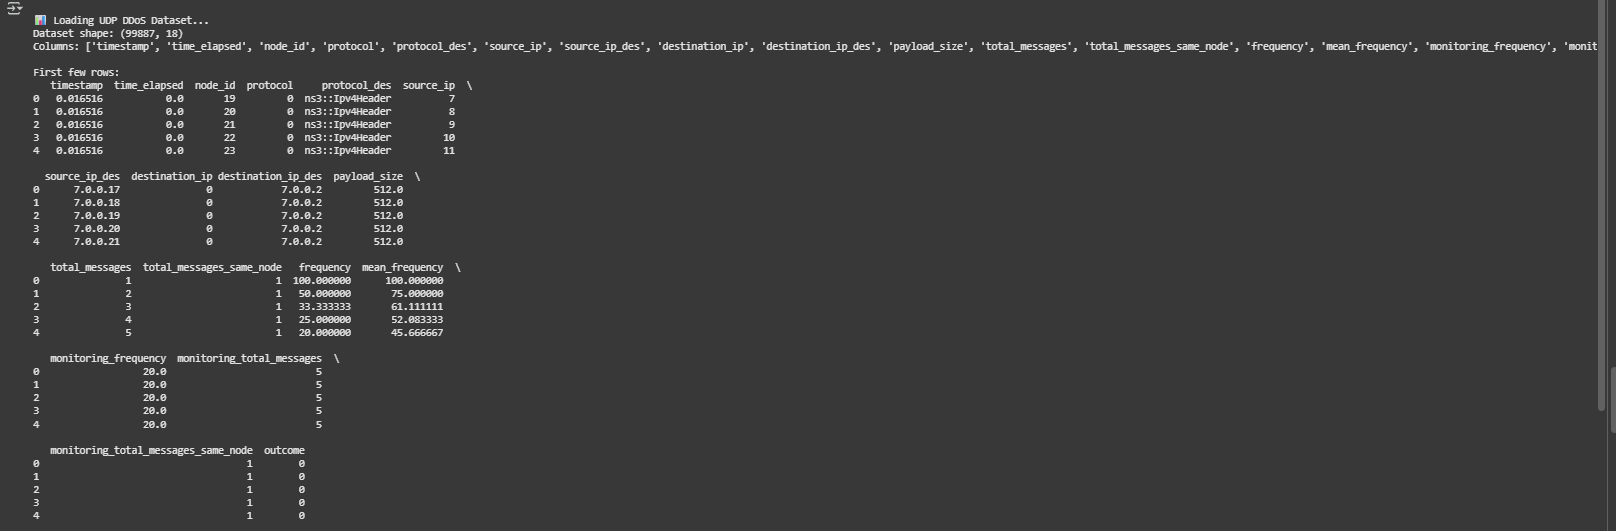 📊 Loading UDP DDoS Dataset...
Dataset shape: (99887, 18)
Columns: ['timestamp', 'time_elapsed', 'node_id', 'protocol', 'protocol_des', 'source_ip', 'source_ip_des', 'destination_ip', 'destination_ip_des', 'payload_size', 'total_messages', 'total_messages_same_node', 'frequency', 'mean_frequency', 'monitoring_frequency', 'monit
First few rows:
timestamp time_elapsed node_id protocol protocol_des source_ip \
0 0.016516 0.0 19 0 ns3::Ipv4Header 7
1 0.016516 0.0 20 0 ns3::Ipv4Header 8
2 0.016516 0.0 21 0 ns3::Ipv4Header 9
3 0.016516 0.0 22 0 ns3::Ipv4Header 10
4 0.016516 0.0 23 0 ns3::Ipv4Header 11
source_ip_des destination_ip destination_ip_des payload_size \
0 7.0.0.17 0 7.0.0.2 512.0
1 7.0.0.18 0 7.0.0.2 512.0
2 7.0.0.19 0 7.0.0.2 512.0
3 7.0.0.20 0 7.0.0.2 512.0
4 7.0.0.21 0 7.0.0.2 512.0
total_messages total_messages_same_node frequency mean_frequency \
0 1 1 100.000000 100.000000
1 2 1 50.000000 75.000000
2 3 1 33.333333 61.111111
3 4 1 25.000000 52.083333
4 5 1 20.000000 45.666667
monitoring_frequency monitoring_total_messages \
0 20.0 5
1 20.0 5
2 20.0 5
3 20.0 5
4 20.0 5
monitoring_total_messages_same_node outcome
0 1 0
1 1 0
2 1 0
3 1 0
4 1 0